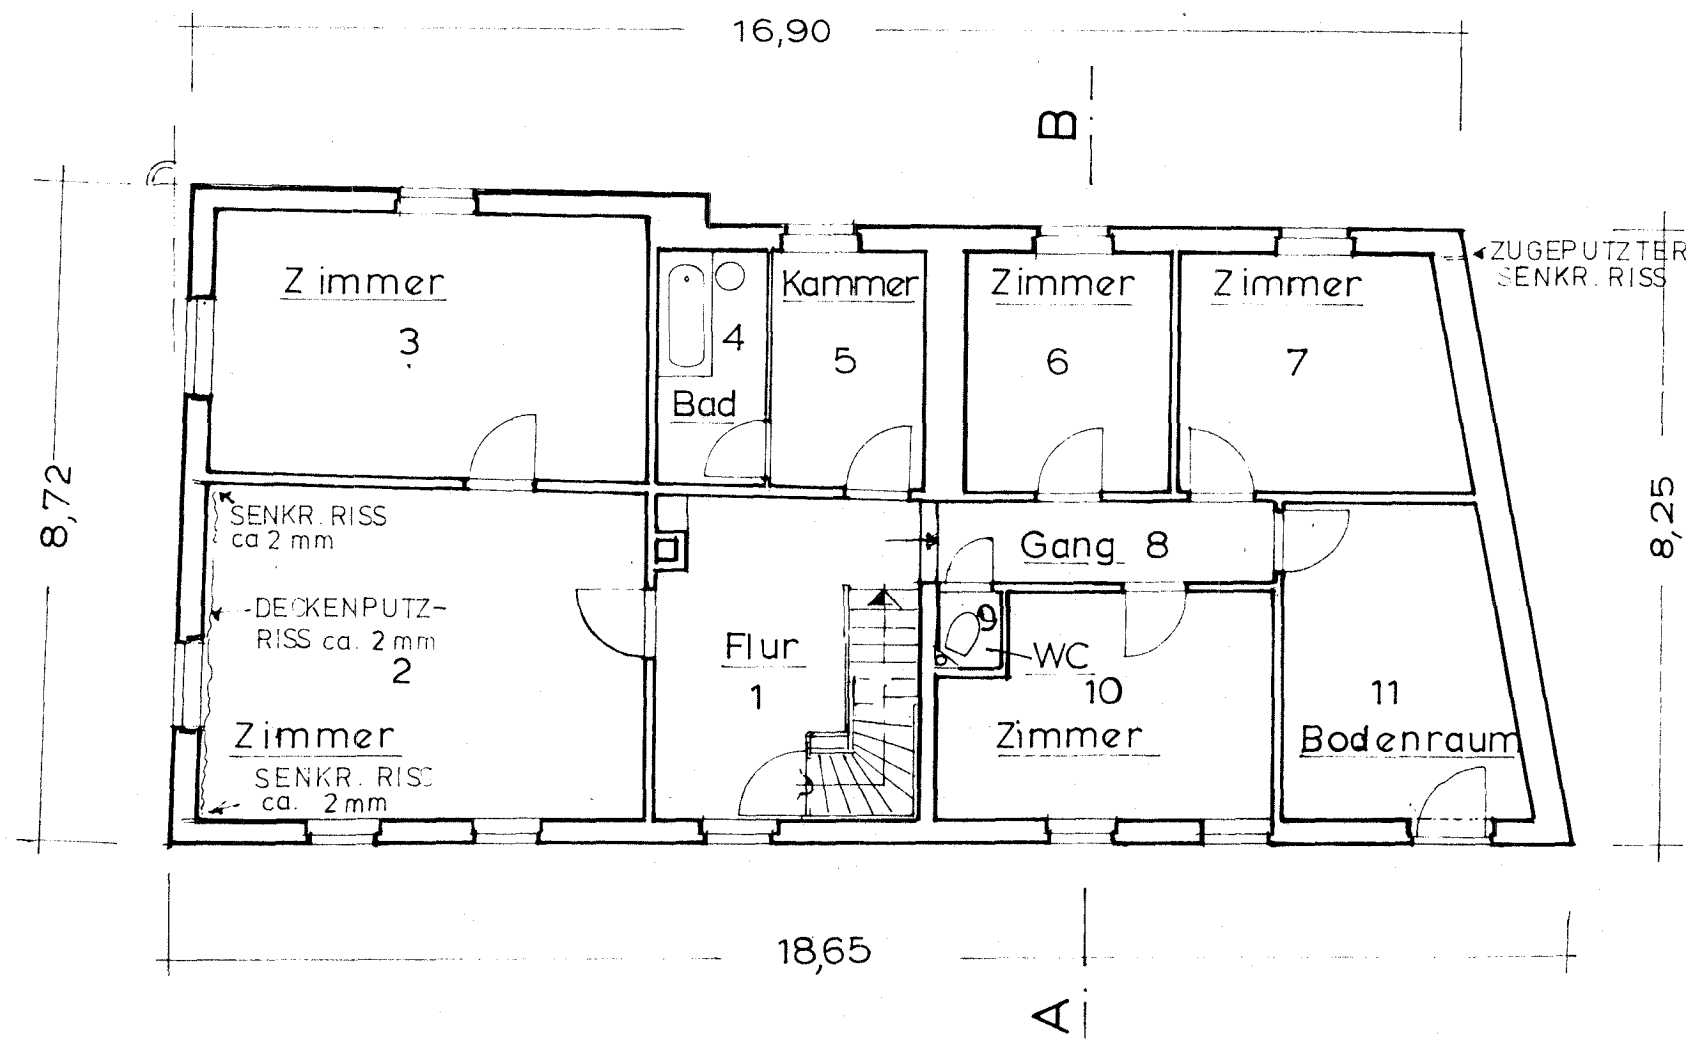 16,90
B
ZUGEPUTZTER
SENKR. RISS
Zimmer
3
4
Bad
Kammer
5
Zimmer
6
Zimmer
7
8,72
8,25
SENKR. RISS
ca 2 mm
DECKENPUTZ-
RISS ca. 2 mm
2
Zimmer
SENKR. RISS
ca. 2 mm
Flur
1
Gang 8
9
WC
10
Zimmer
11
Bodenraum
18,65
A